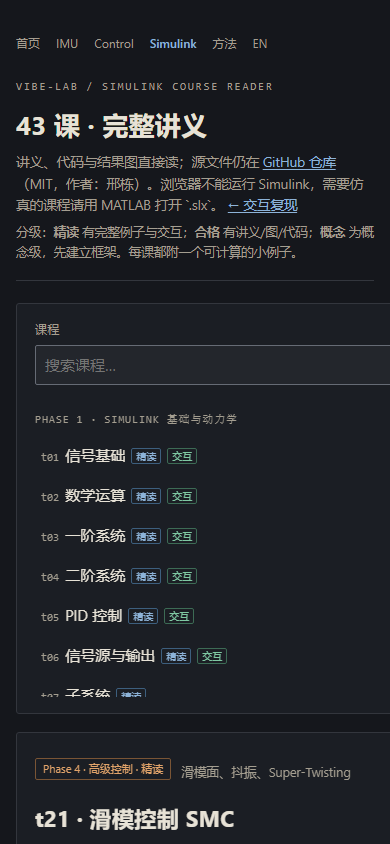 首页 IMU Control Simulink 方法 EN
VIBE-LAB / SIMULINK COURSE READER
43 课 · 完整讲义
讲义、代码与结果图直接读；源文件仍在 GitHub 仓库
（MIT，作者：邢栋）。浏览器不能运行 Simulink，需要仿
真的课程请用 MATLAB 打开 `.slx`。 ← 交互复现
分级：精读 有完整例子与交互；合格 有讲义/图/代码；概念 为概
念级，先建立框架。每课都附一个可计算的小例子。
课程
搜索课程...
PHASE 1 · SIMULINK 基础与动力学
t01 信号基础 精读 交互
t02 数学运算 精读 交互
t03 一阶系统 精读 交互
t04 二阶系统 精读 交互
t05 PID 控制 精读 交互
t06 信号源与输出 精读 交互
t07 子系统 精读
Phase 4 · 高级控制 · 精读 滑模面、抖振、Super-Twisting
t21 · 滑模控制 SMC